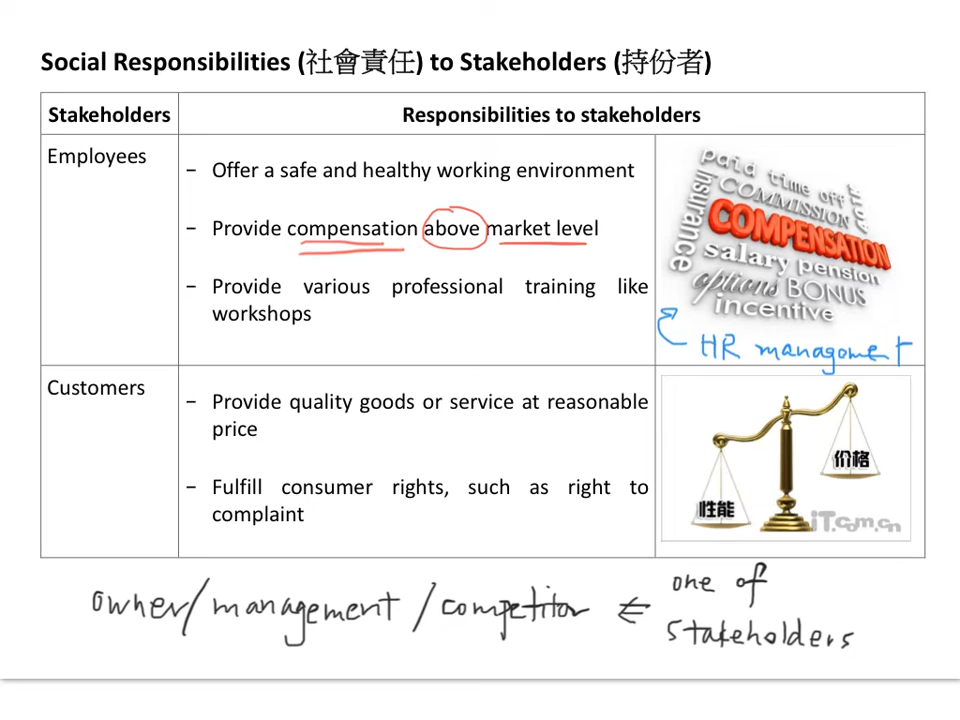 Social Responsibilities (社會責任) to Stakeholders (持份者)
Stakeholders
Responsibilities to stakeholders
Employees
– Offer a safe and healthy working environment
– Provide compensation above market level
– Provide various professional training like
workshops
paid time off
insurance
COMMISSION
COMPENSATION
salary pension
options BONUS
incentive
HR management
Customers
– Provide quality goods or service at reasonable
price
– Fulfill consumer rights, such as right to
complaint
价格
性能
iT.com.cn
owner/management/competitor ⇐ one of
stakeholders